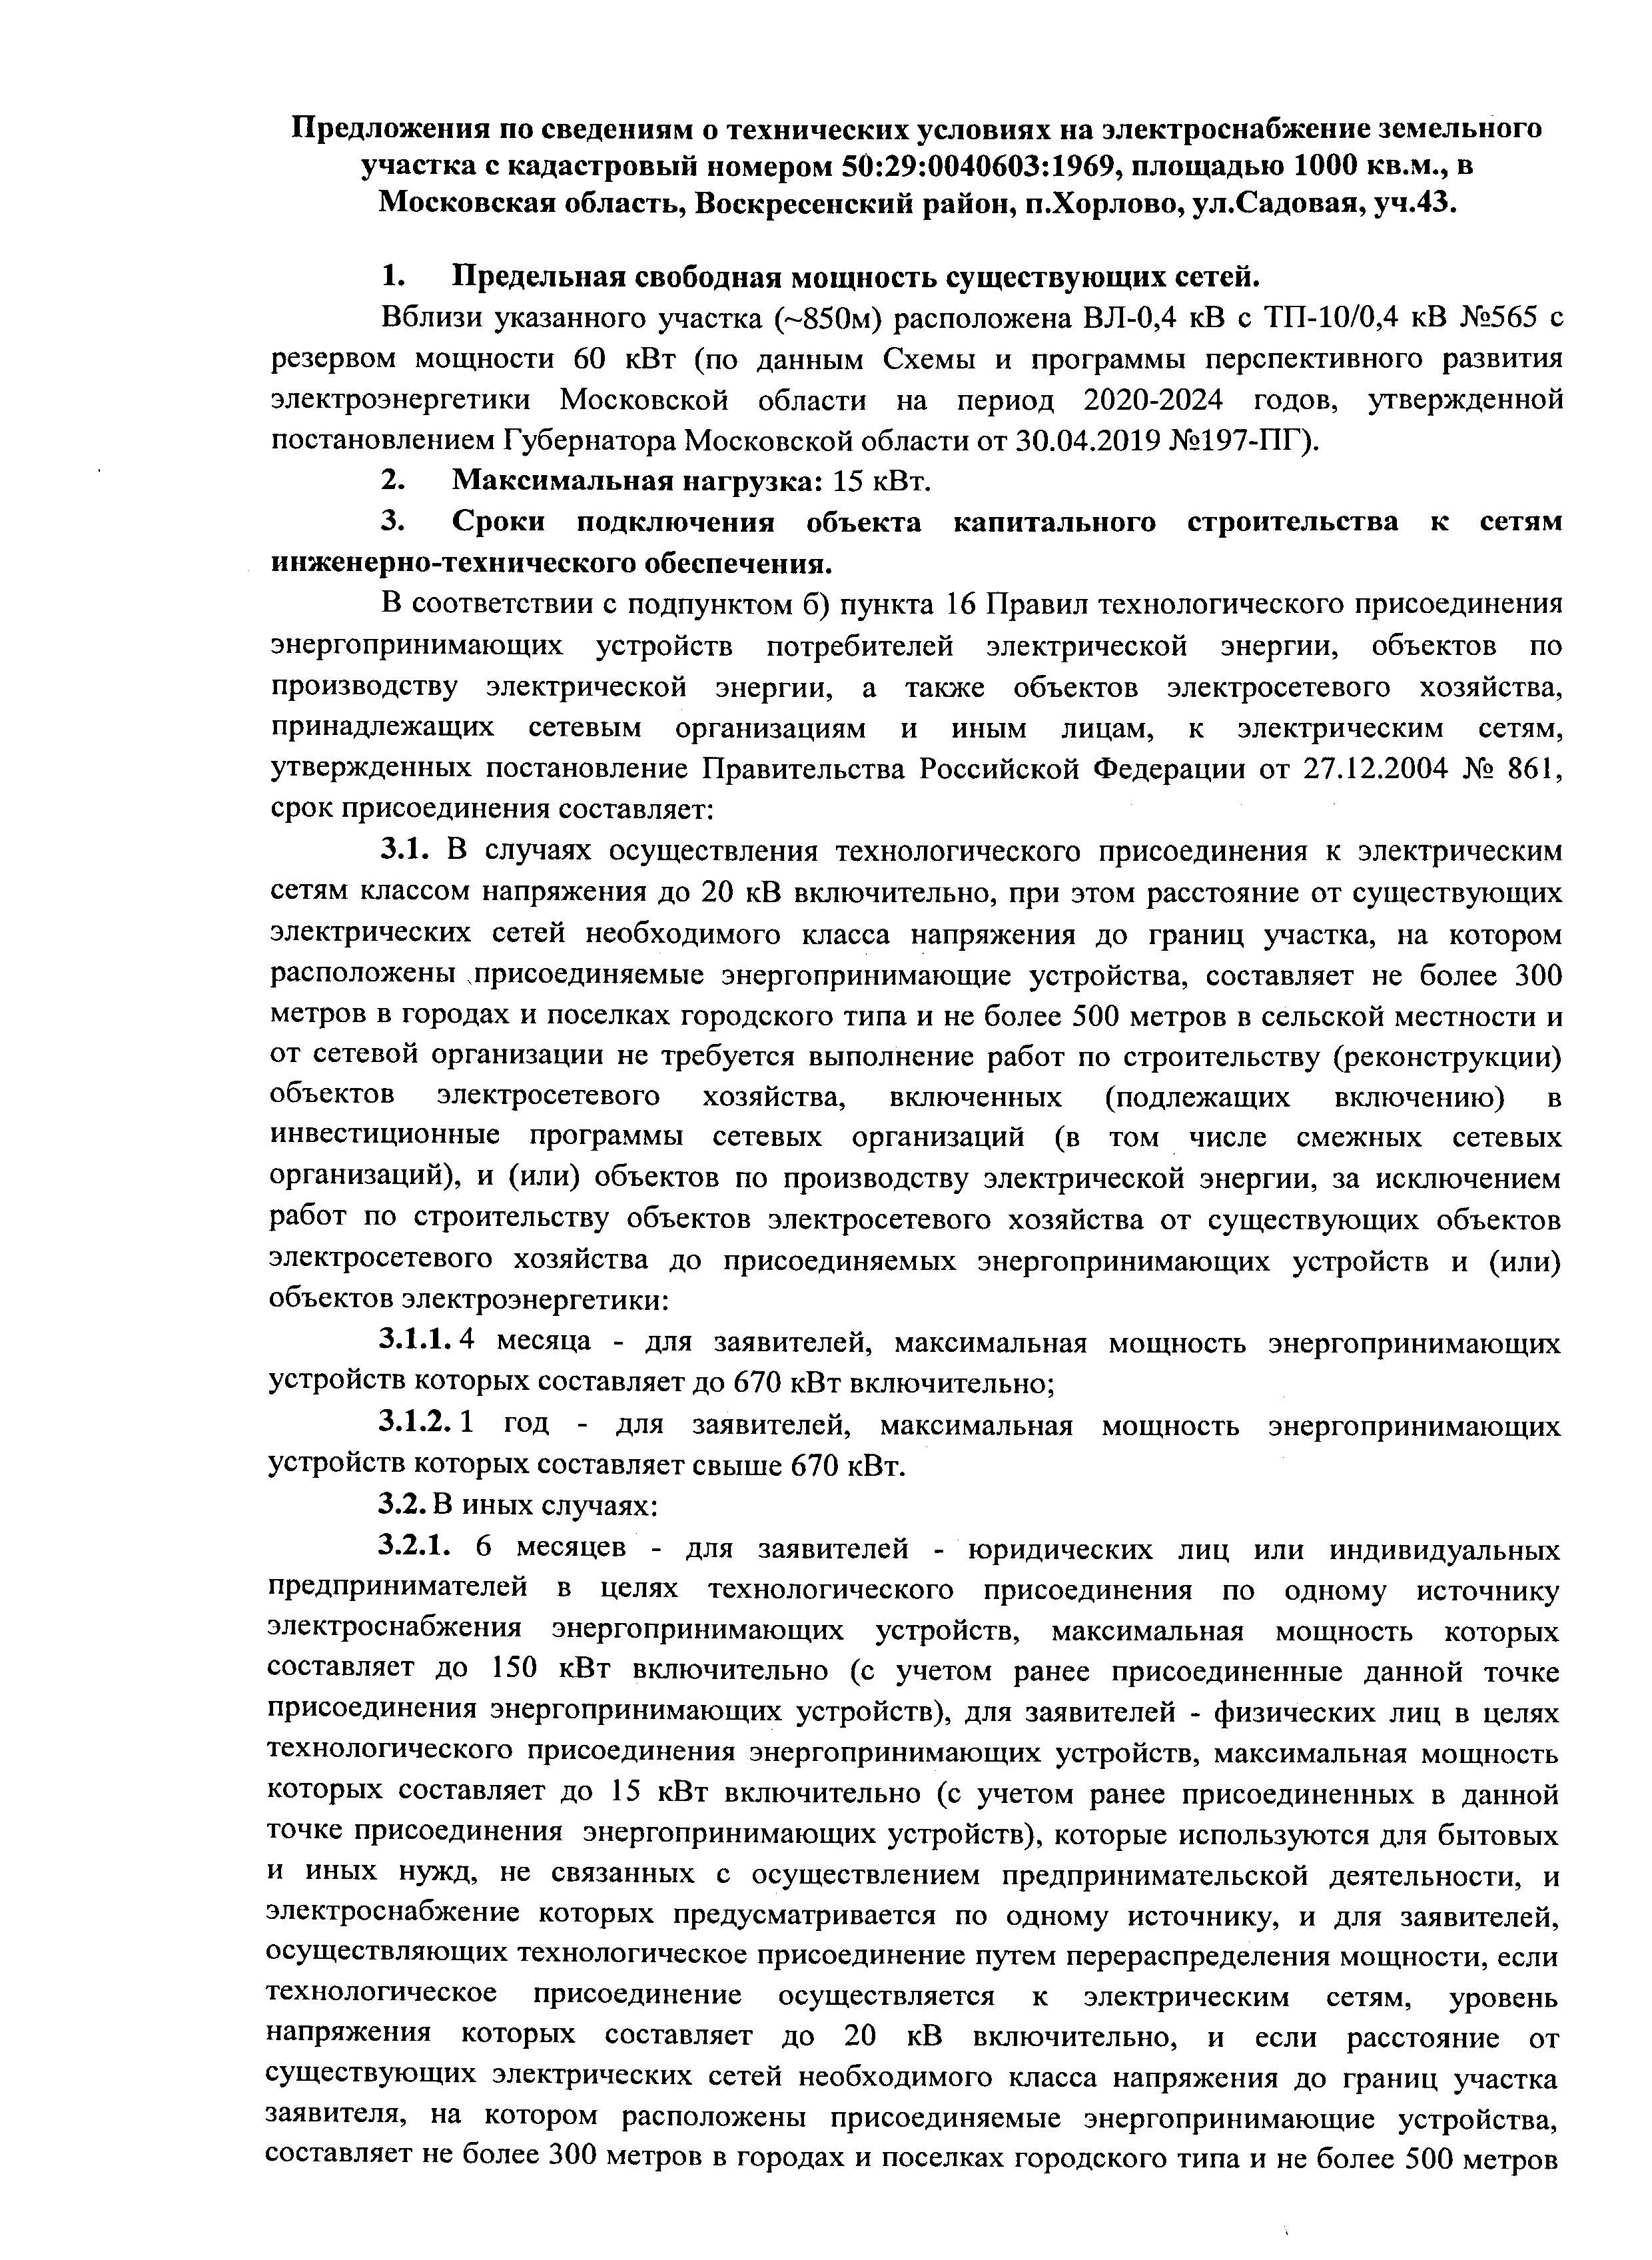 Предложения по сведениям о технических условиях на электроснабжение земельного
участка с кадастровый номером 50:29:0040603:1969, площадью 1000 кв.м., в
Московская область, Воскресенский район, п.Хорлово, ул.Садовая, уч.43.
1. Предельная свободная мощность существующих сетей.
Вблизи указанного участка (~850м) расположена ВЛ-0,4 кВ с ТП-10/0,4 кВ №565 с
резервом мощности 60 кВт (по данным Схемы и программы перспективного развития
электроэнергетики Московской области на период 2020-2024 годов, утвержденной
постановлением Губернатора Московской области от 30.04.2019 №197-ПГ).
2. Максимальная нагрузка: 15 кВт.
3. Сроки подключения объекта капитального строительства к сетям
инженерно-технического обеспечения.
В соответствии с подпунктом б) пункта 16 Правил технологического присоединения
энергопринимающих устройств потребителей электрической энергии, объектов по
производству электрической энергии, а также объектов электросетевого хозяйства,
принадлежащих сетевым организациям и иным лицам, к электрическим сетям,
утвержденных постановление Правительства Российской Федерации от 27.12.2004 № 861,
срок присоединения составляет:
3.1. В случаях осуществления технологического присоединения к электрическим
сетям классом напряжения до 20 кВ включительно, при этом расстояние от существующих
электрических сетей необходимого класса напряжения до границ участка, на котором
расположены присоединяемые энергопринимающие устройства, составляет не более 300
метров в городах и поселках городского типа и не более 500 метров в сельской местности и
от сетевой организации не требуется выполнение работ по строительству (реконструкции)
объектов электросетевого хозяйства, включенных (подлежащих включению) в
инвестиционные программы сетевых организаций (в том числе смежных сетевых
организаций), и (или) объектов по производству электрической энергии, за исключением
работ по строительству объектов электросетевого хозяйства от существующих объектов
электросетевого хозяйства до присоединяемых энергопринимающих устройств и (или)
объектов электроэнергетики:
3.1.1. 4 месяца - для заявителей, максимальная мощность энергопринимающих
устройств которых составляет до 670 кВт включительно;
3.1.2. 1 год - для заявителей, максимальная мощность энергопринимающих
устройств которых составляет свыше 670 кВт.
3.2. В иных случаях:
3.2.1. 6 месяцев - для заявителей - юридических лиц или индивидуальных
предпринимателей в целях технологического присоединения по одному источнику
электроснабжения энергопринимающих устройств, максимальная мощность которых
составляет до 150 кВт включительно (с учетом ранее присоединенные данной точке
присоединения энергопринимающих устройств), для заявителей - физических лиц в целях
технологического присоединения энергопринимающих устройств, максимальная мощность
которых составляет до 15 кВт включительно (с учетом ранее присоединенных в данной
точке присоединения энергопринимающих устройств), которые используются для бытовых
и иных нужд, не связанных с осуществлением предпринимательской деятельности, и
электроснабжение которых предусматривается по одному источнику, и для заявителей,
осуществляющих технологическое присоединение путем перераспределения мощности, если
технологическое присоединение осуществляется к электрическим сетям, уровень
напряжения которых составляет до 20 кВ включительно, и если расстояние от
существующих электрических сетей необходимого класса напряжения до границ участка
заявителя, на котором расположены присоединяемые энергопринимающие устройства,
составляет не более 300 метров в городах и поселках городского типа и не более 500 метров